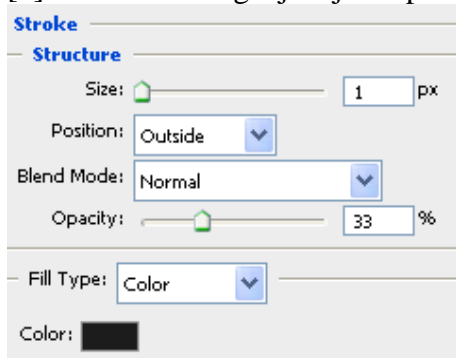 Stroke
Structure
Size: 1 px
Position: Outside
Blend Mode: Normal
Opacity: 33 %
Fill Type: Color
Color: